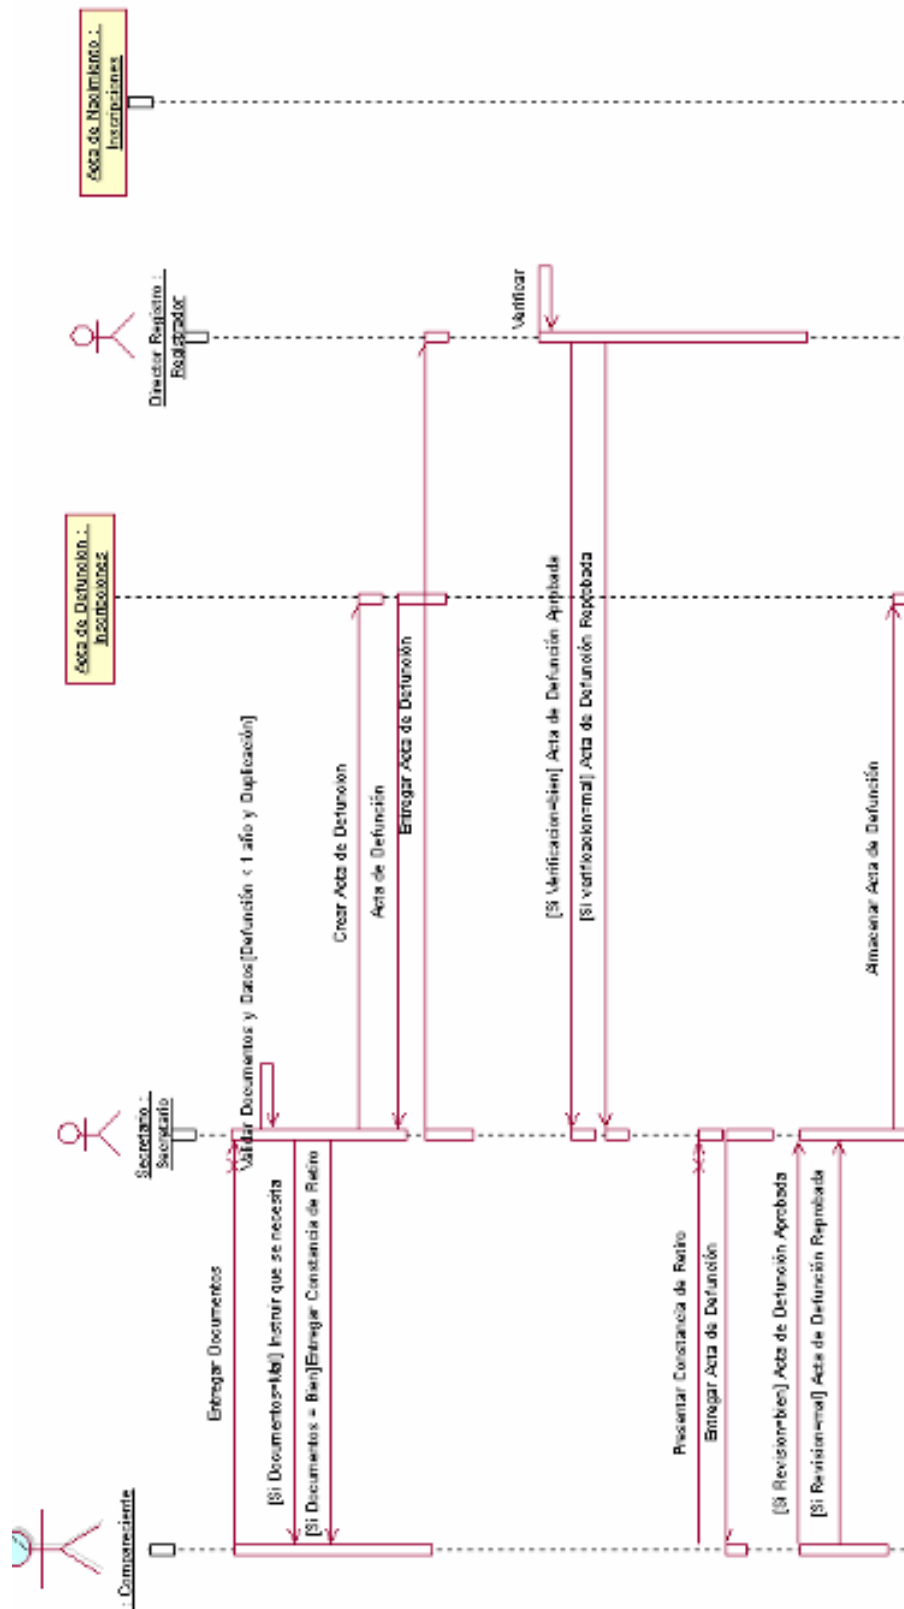 : Compareciente
Secretario :
Secretario
Acta de Defuncion :
Inscripciones
Director Registro :
Registrador
Acta de Nacimiento :
Inscripciones
Entregar Documentos
Validar Documentos y Datos[Defunción < 1 año y Duplicación]
[Si Documentos=Mal] Instruir que se necesita
[Si Documentos = Bien]Entregar Constancia de Retiro
Crear Acta de Defuncion
Acta de Defunción
Entregar Acta de Defunción
Verificar
[Si Verificacion=bien] Acta de Defunción Aprobada
[Si verificacion=mal] Acta de Defunción Reprobada
Presentar Constancia de Retiro
Entregar Acta de Defunción
[Si Revision=bien] Acta de Defunción Aprobada
[Si Revision=mal] Acta de Defunción Reprobada
Almacenar Acta de Defunción